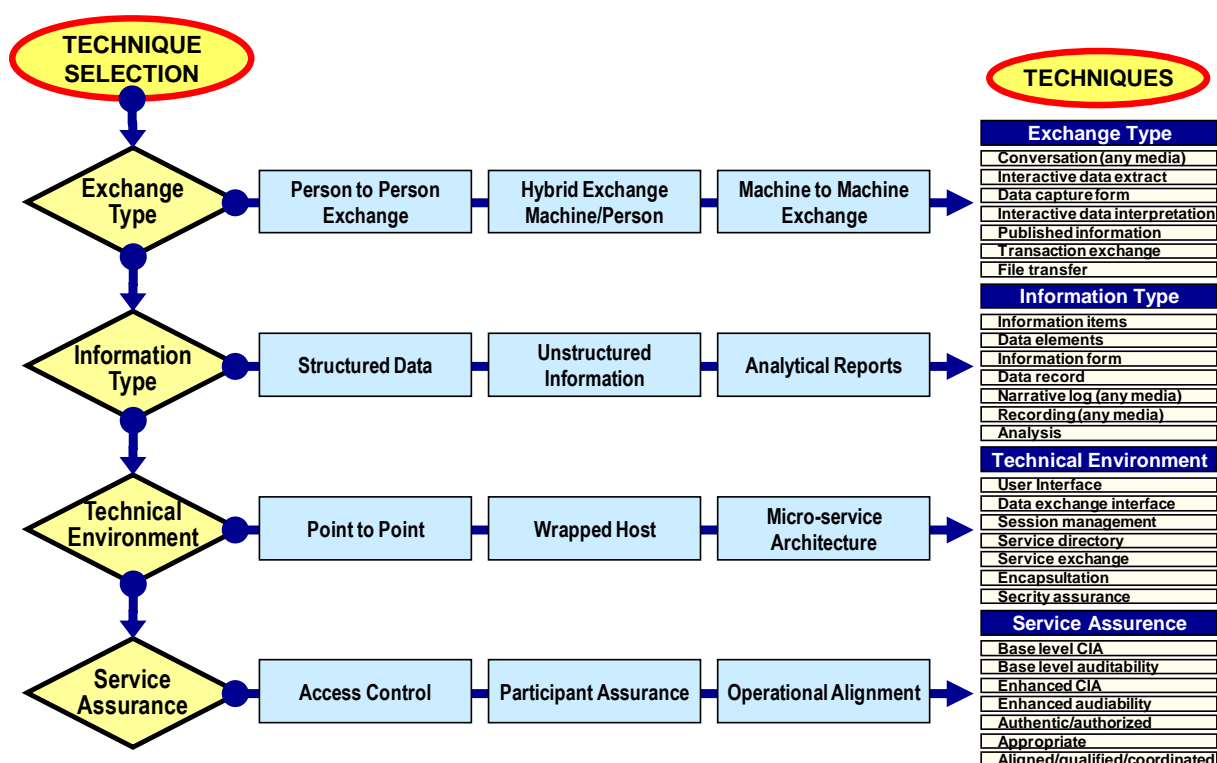 TECHNIQUE
SELECTION
TECHNIQUES
Exchange
Type
Person to Person
Exchange
Hybrid Exchange
Machine/Person
Machine to Machine
Exchange
Exchange Type
Conversation (any media)
Interactive data extract
Data capture form
Interactive data interpretation
Published information
Transaction exchange
File transfer
Information
Type
Structured Data
Unstructured
Information
Analytical Reports
Information Type
Information items
Data elements
Information form
Data record
Narrative log (any media)
Recording (any media)
Analysis
Technical
Environment
Point to Point
Wrapped Host
Micro-service
Architecture
Technical Environment
User Interface
Data exchange interface
Session management
Service directory
Service exchange
Encapsultation
Secrity assurance
Service
Assurance
Access Control
Participant Assurance
Operational Alignment
Service Assurence
Base level CIA
Base level auditability
Enhanced CIA
Enhanced audiability
Authentic/authorized
Appropriate
Aligned/qualified/coordinated